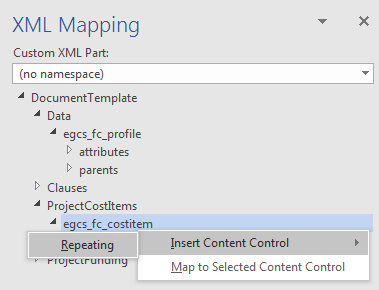 XML Mapping
Custom XML Part:
(no namespace)
DocumentTemplate
Data
egcs_fc_profile
attributes
parents
Clauses
ProjectCostItems
egcs_fc_costitem
Repeating
Insert Content Control
ProjectFunding
Map to Selected Content Control